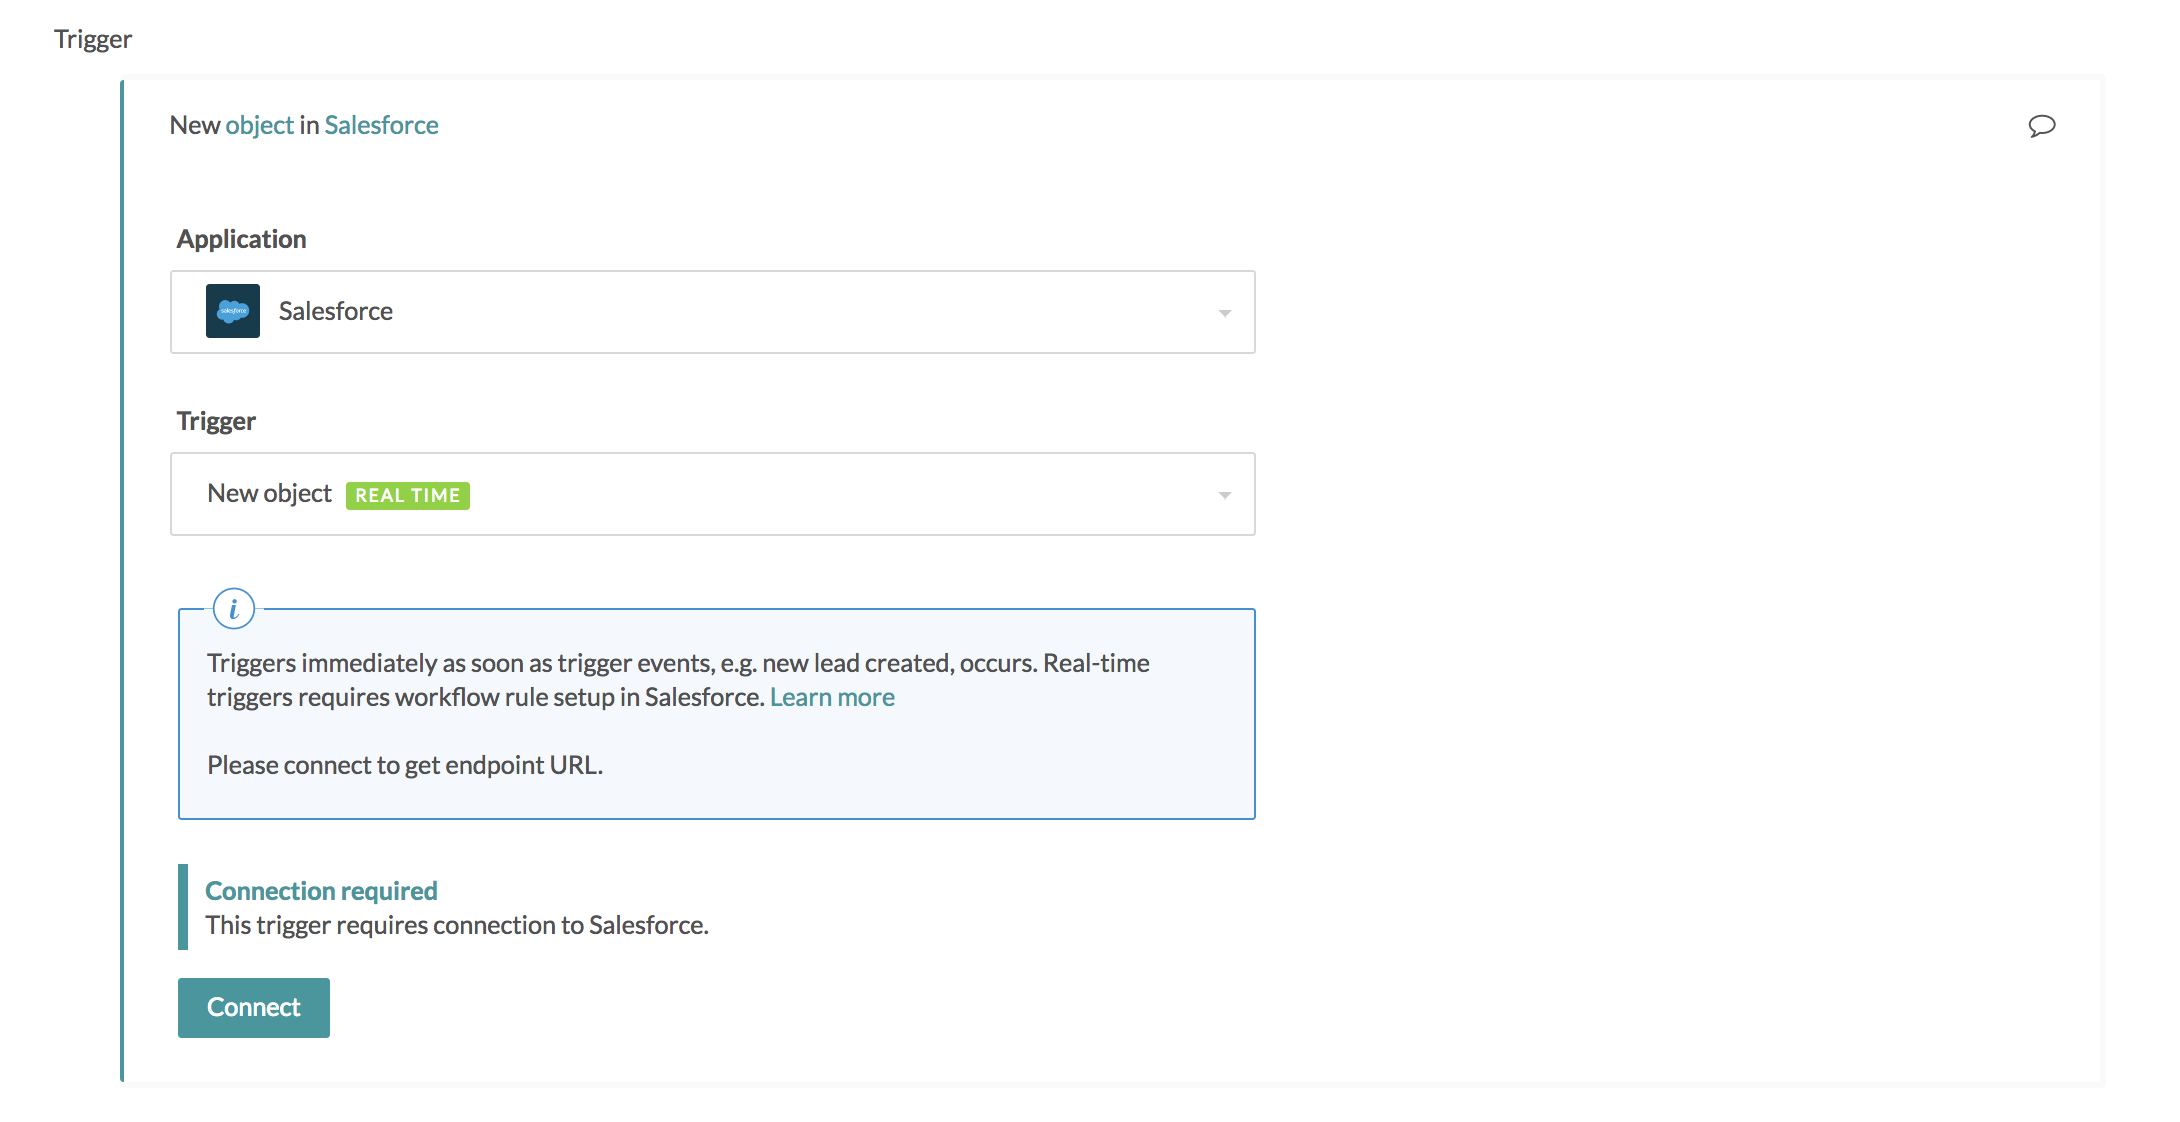 Trigger
New object in Salesforce
Application
salesforce
Salesforce
Trigger
New object REAL TIME
i
Triggers immediately as soon as trigger events, e.g. new lead created, occurs. Real-time
triggers requires workflow rule setup in Salesforce. Learn more
Please connect to get endpoint URL.
Connection required
This trigger requires connection to Salesforce.
Connect